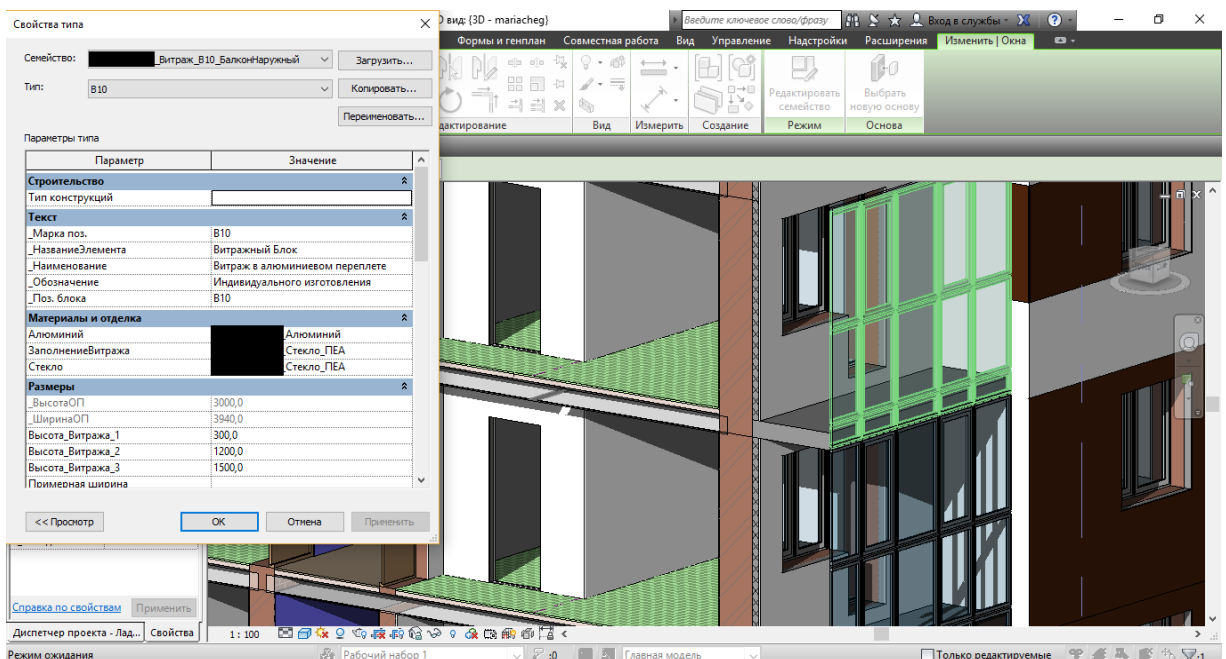 Свойства типа
D вид: {3D - mariacheg}
Введите ключевое слово/фразу
Вход в службы
Формы и генплан Совместная работа Вид Управление Надстройки Расширения Изменить | Окна
Семейство: _Витраж_В10_БалконНаружный Загрузить...
Тип: В10 Копировать...
Переименовать...
Редактировать семейство
Выбрать новую основу
дактирование Вид Измерить Создание Режим Основа
Параметры типа
Параметр Значение
Строительство
Тип конструкций
Текст
_Марка поз. В10
_НазваниеЭлемента Витражный Блок
_Наименование Витраж в алюминиевом переплете
_Обозначение Индивидуального изготовления
_Поз. блока В10
Материалы и отделка
Алюминий _Алюминий
ЗаполнениеВитража _Стекло_ПЕА
Стекло _Стекло_ПЕА
Размеры
_ВысотаОП 3000,0
_ШиринаОП 3940,0
Высота_Витража_1 300,0
Высота_Витража_2 1200,0
Высота_Витража_3 1500,0
Примерная ширина
<< Просмотр ОК Отмена Применить
Справка по свойствам Применить
Диспетчер проекта - Лад... Свойства 1 : 100
Режим ожидания Рабочий набор 1 :0 Главная модель Только редактируемые :1